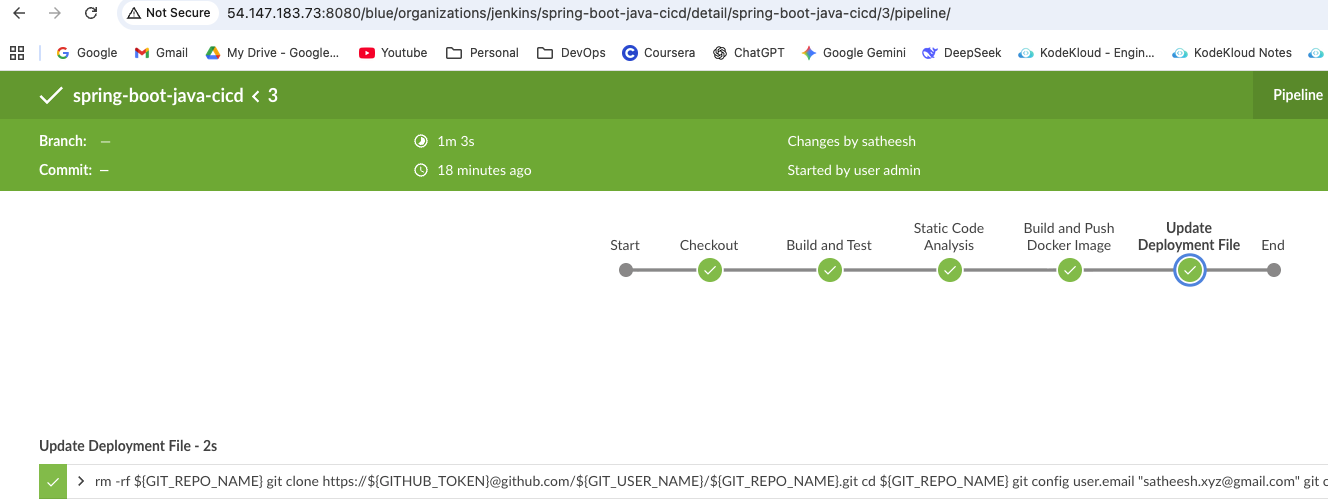 Not Secure 54.147.183.73:8080/blue/organizations/jenkins/spring-boot-java-cicd/detail/spring-boot-java-cicd/3/pipeline/
Google Gmail My Drive - Google... Youtube Personal DevOps Coursera ChatGPT Google Gemini DeepSeek KodeKloud - Engin... KodeKloud Notes
spring-boot-java-cicd < 3 Pipeline
Branch: — 1m 3s Changes by satheesh
Commit: — 18 minutes ago Started by user admin
Static Code Build and Push Update
Start Checkout Build and Test Analysis Docker Image Deployment File End
Update Deployment File - 2s
rm -rf ${GIT_REPO_NAME} git clone https://${GITHUB_TOKEN}@github.com/${GIT_USER_NAME}/${GIT_REPO_NAME}.git cd ${GIT_REPO_NAME} git config user.email "satheesh.xyz@gmail.com" git c